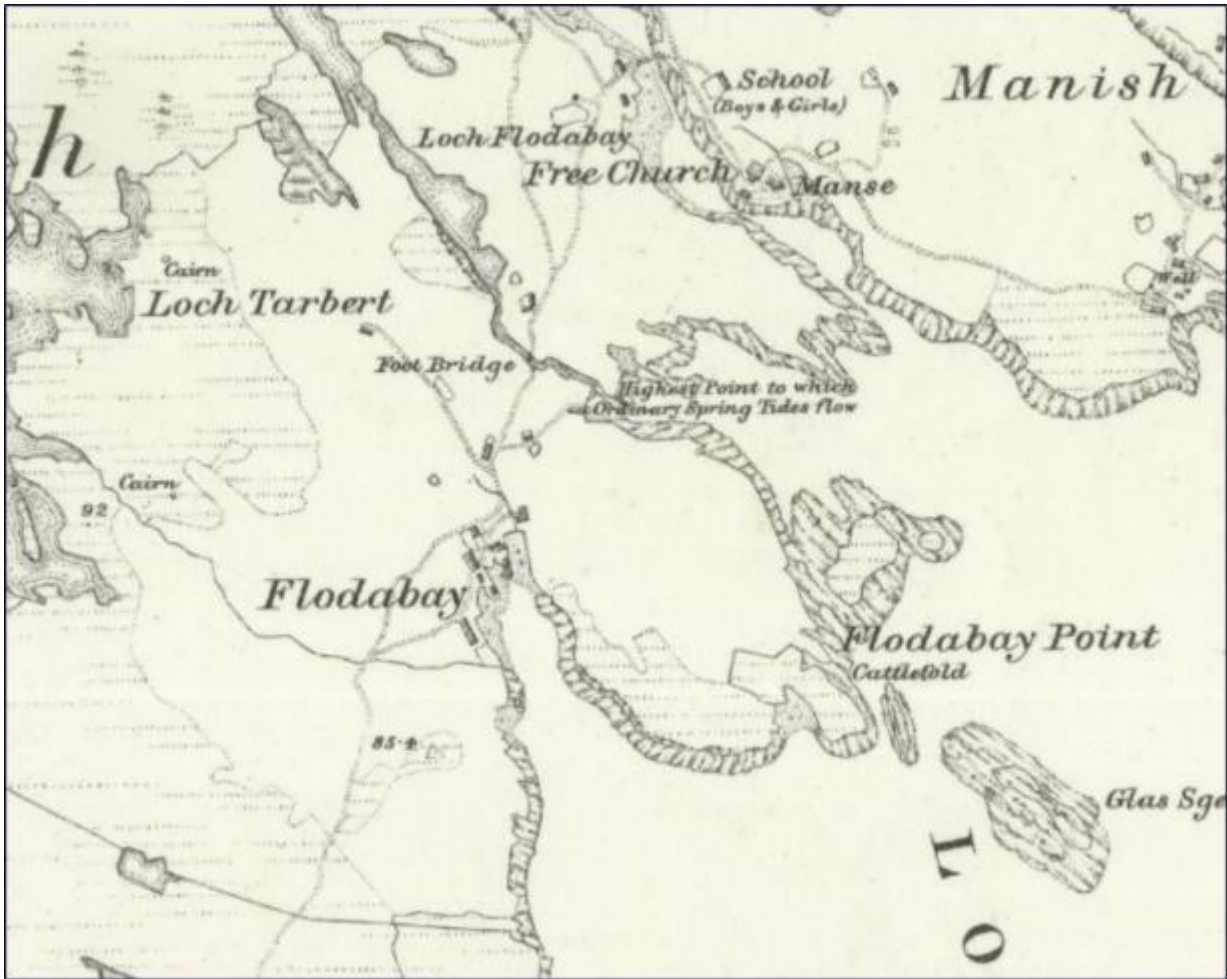 School
(Boys & Girls)
Manish
h
Loch Flodabay
Free Church
Manse
Cairn
Well
Loch Tarbert
Foot Bridge
Highest Point to which
Ordinary Spring Tides flow
Cairn
92
Flodabay
Flodabay Point
Cattlefold
85·4
Glas Sge
L
O